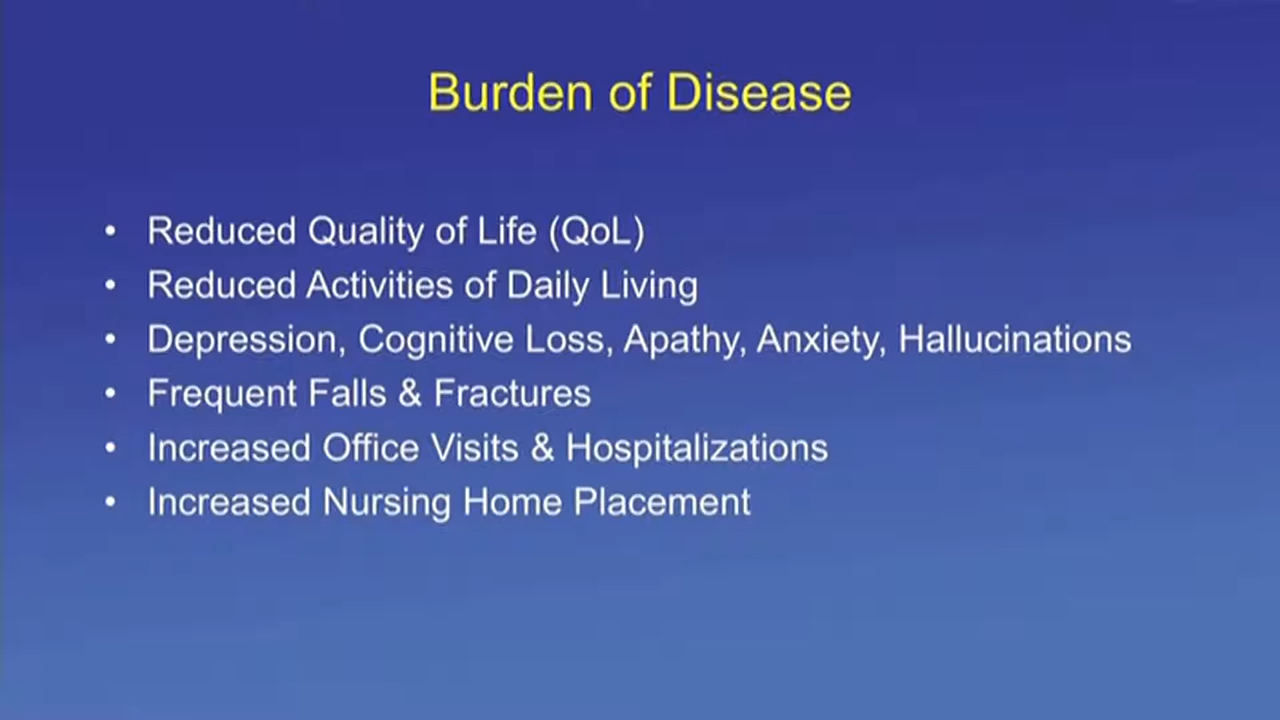 Burden of Disease
• Reduced Quality of Life (QoL)
• Reduced Activities of Daily Living
• Depression, Cognitive Loss, Apathy, Anxiety, Hallucinations
• Frequent Falls & Fractures
• Increased Office Visits & Hospitalizations
• Increased Nursing Home Placement